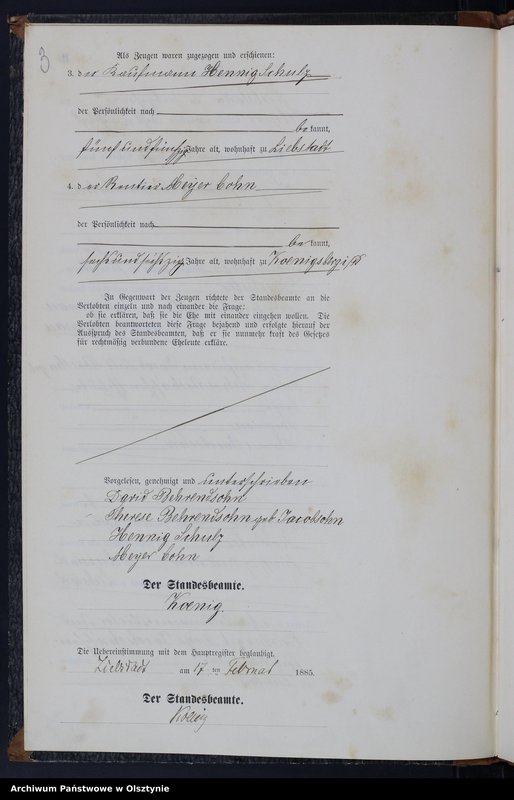 3
Als Zeugen waren zugezogen und erschienen:
3. der Kaufmann Hennig Schulz
der Persönlichkeit nach
bekannt,
fünfundfünfzig Jahre alt, wohnhaft zu Liebstadt
4. der Rentier Meyer Cohn
der Persönlichkeit nach
bekannt,
sechsundsechzig Jahre alt, wohnhaft zu Koenigsberg i/P
In Gegenwart der Zeugen richtete der Standesbeamte an die
Verlobten einzeln und nach einander die Frage:
ob sie erklären, daß sie die Ehe mit einander eingehen wollen. Die
Verlobten beantworteten diese Frage bejahend und erfolgte hierauf der
Ausspruch des Standesbeamten, daß er sie nunmehr kraft des Gesetzes
für rechtmäßig verbundene Eheleute erkläre.
Vorgelesen, genehmigt und unterschrieben
David Behrendsohn
Therese Behrendsohn geb. Jacobsohn
Hennig Schulz
Meyer Cohn
Der Standesbeamte.
Koenig.
Die Uebereinstimmung mit dem Hauptregister beglaubigt.
Liebstadt am 17 ten Februar 1885.
Der Standesbeamte.
Koenig
Archiwum Państwowe w Olsztynie